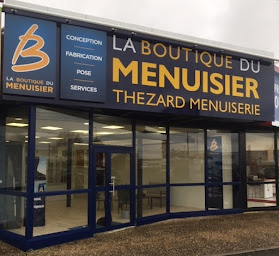 B
LA BOUTIQUE DU
MENUISIER
CONCEPTION
FABRICATION
POSE
SERVICES
LA BOUTIQUE DU
MENUISIER
THEZARD MENUISERIE